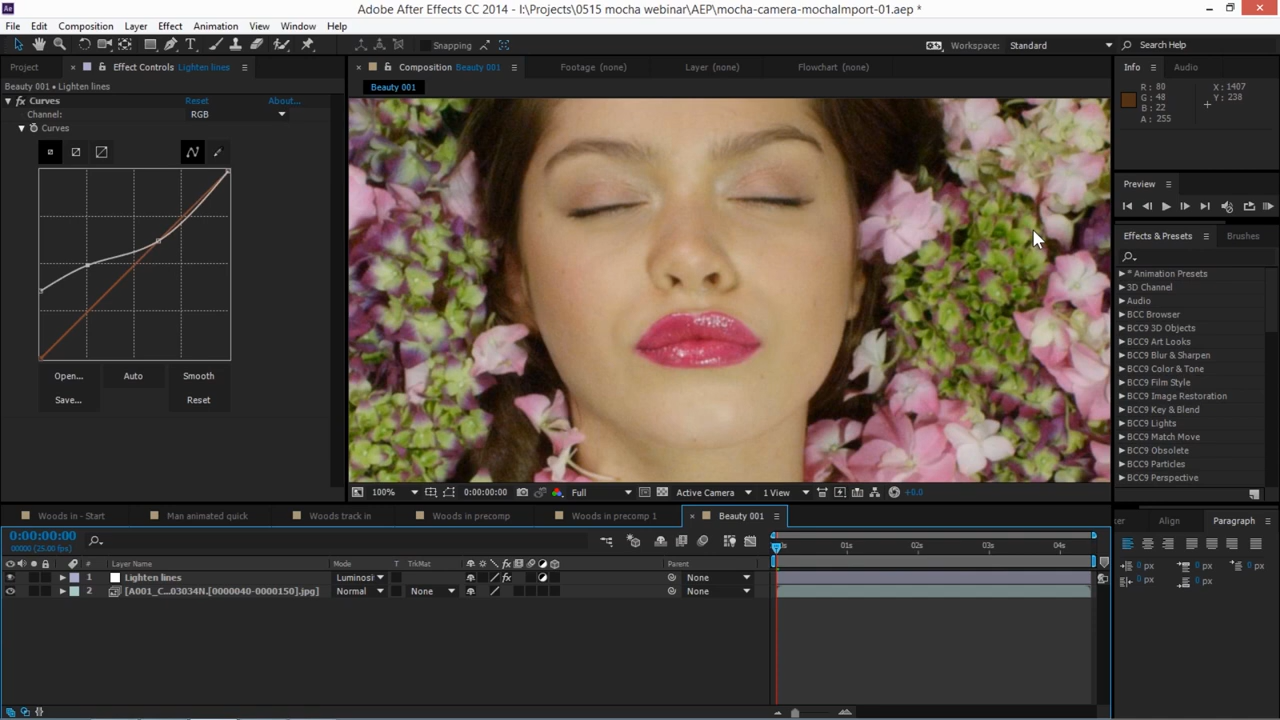 Adobe After Effects CC 2014 - I:\Projects\0515 mocha webinar\AEP\mocha-camera-mochaImport-01.aep *
File Edit Composition Layer Effect Animation View Window Help
Snapping Workspace: Standard Search Help
Project Effect Controls Lighten lines Composition Beauty 001 Footage (none) Layer (none) Flowchart (none) Info Audio
Beauty 001 • Lighten lines
Beauty 001
R: 80 X: 1407
G: 48 Y: 238
B: 22
A: 255
fx Curves Reset About...
Channel: RGB
Curves
Preview
Effects & Presets Brushes
* Animation Presets
3D Channel
Audio
BCC Browser
BCC9 3D Objects
BCC9 Art Looks
BCC9 Blur & Sharpen
BCC9 Color & Tone
BCC9 Film Style
BCC9 Image Restoration
BCC9 Key & Blend
BCC9 Lights
BCC9 Match Move
BCC9 Obsolete
BCC9 Particles
BCC9 Perspective
Open... Auto Smooth
Save... Reset
100% 0:00:00:00 Full Active Camera 1 View +0.0
Woods in - Start Man animated quick Woods track in Woods in precomp Woods in precomp 1 Beauty 001
Align Paragraph
0:00:00:00
00000 (25.00 fps)
01s 02s 03s 04s
# Layer Name Mode T TrkMat Parent
1 Lighten lines Luminosi None
2 [A001_C...03034N.[0000040-0000150].jpg] Normal None None
0 px 0 px 0 px
0 px 0 px